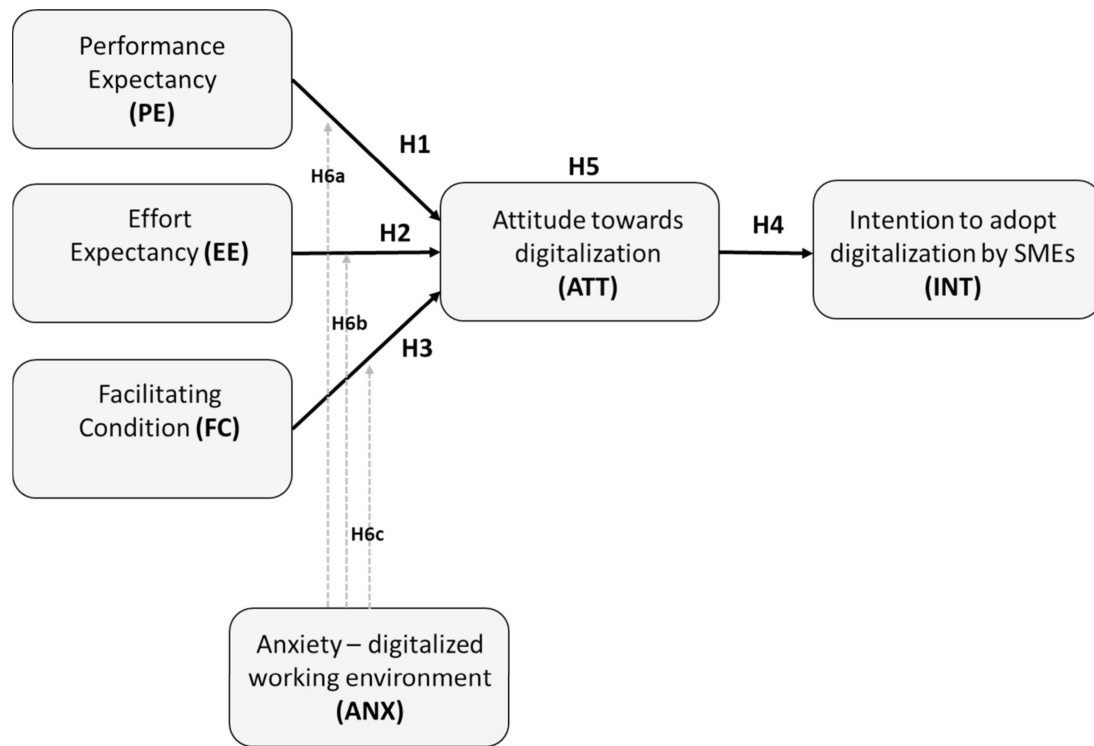 Performance
Expectancy
(PE)
H1
H6a
H5
Effort
Expectancy (EE)
H2
Attitude towards
digitalization
(ATT)
H4
Intention to adopt
digitalization by SMEs
(INT)
H6b
H3
Facilitating
Condition (FC)
H6c
Anxiety – digitalized
working environment
(ANX)